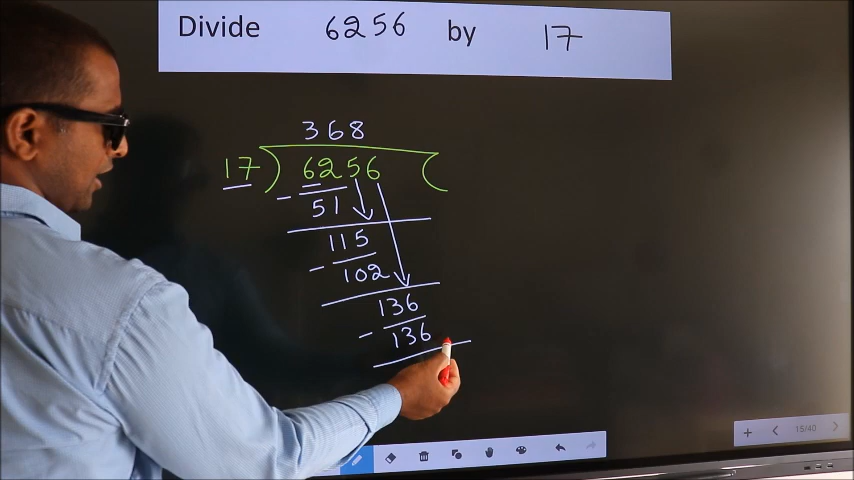 Divide 6256 by 17
368
17) 6256 (
- 51
115
- 102
136
- 136
+ < 15/40 >